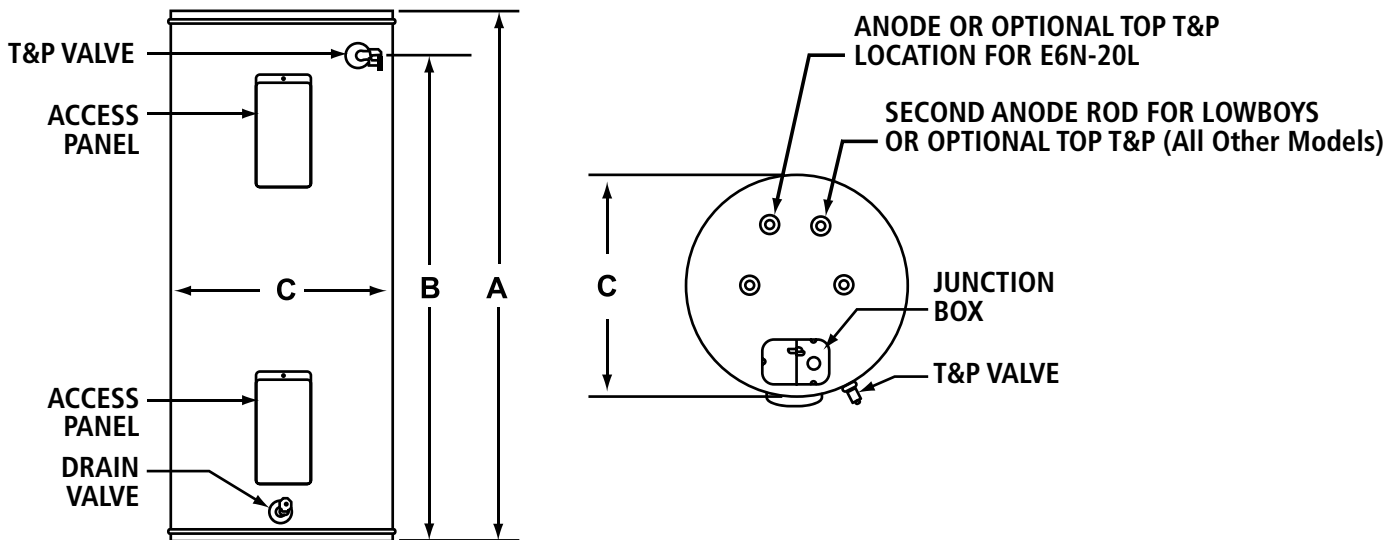 T&P VALVE
ACCESS
PANEL
C
B
A
ACCESS
PANEL
DRAIN
VALVE
ANODE OR OPTIONAL TOP T&P
LOCATION FOR E6N-20L
SECOND ANODE ROD FOR LOWBOYS
OR OPTIONAL TOP T&P (All Other Models)
C
JUNCTION
BOX
T&P VALVE